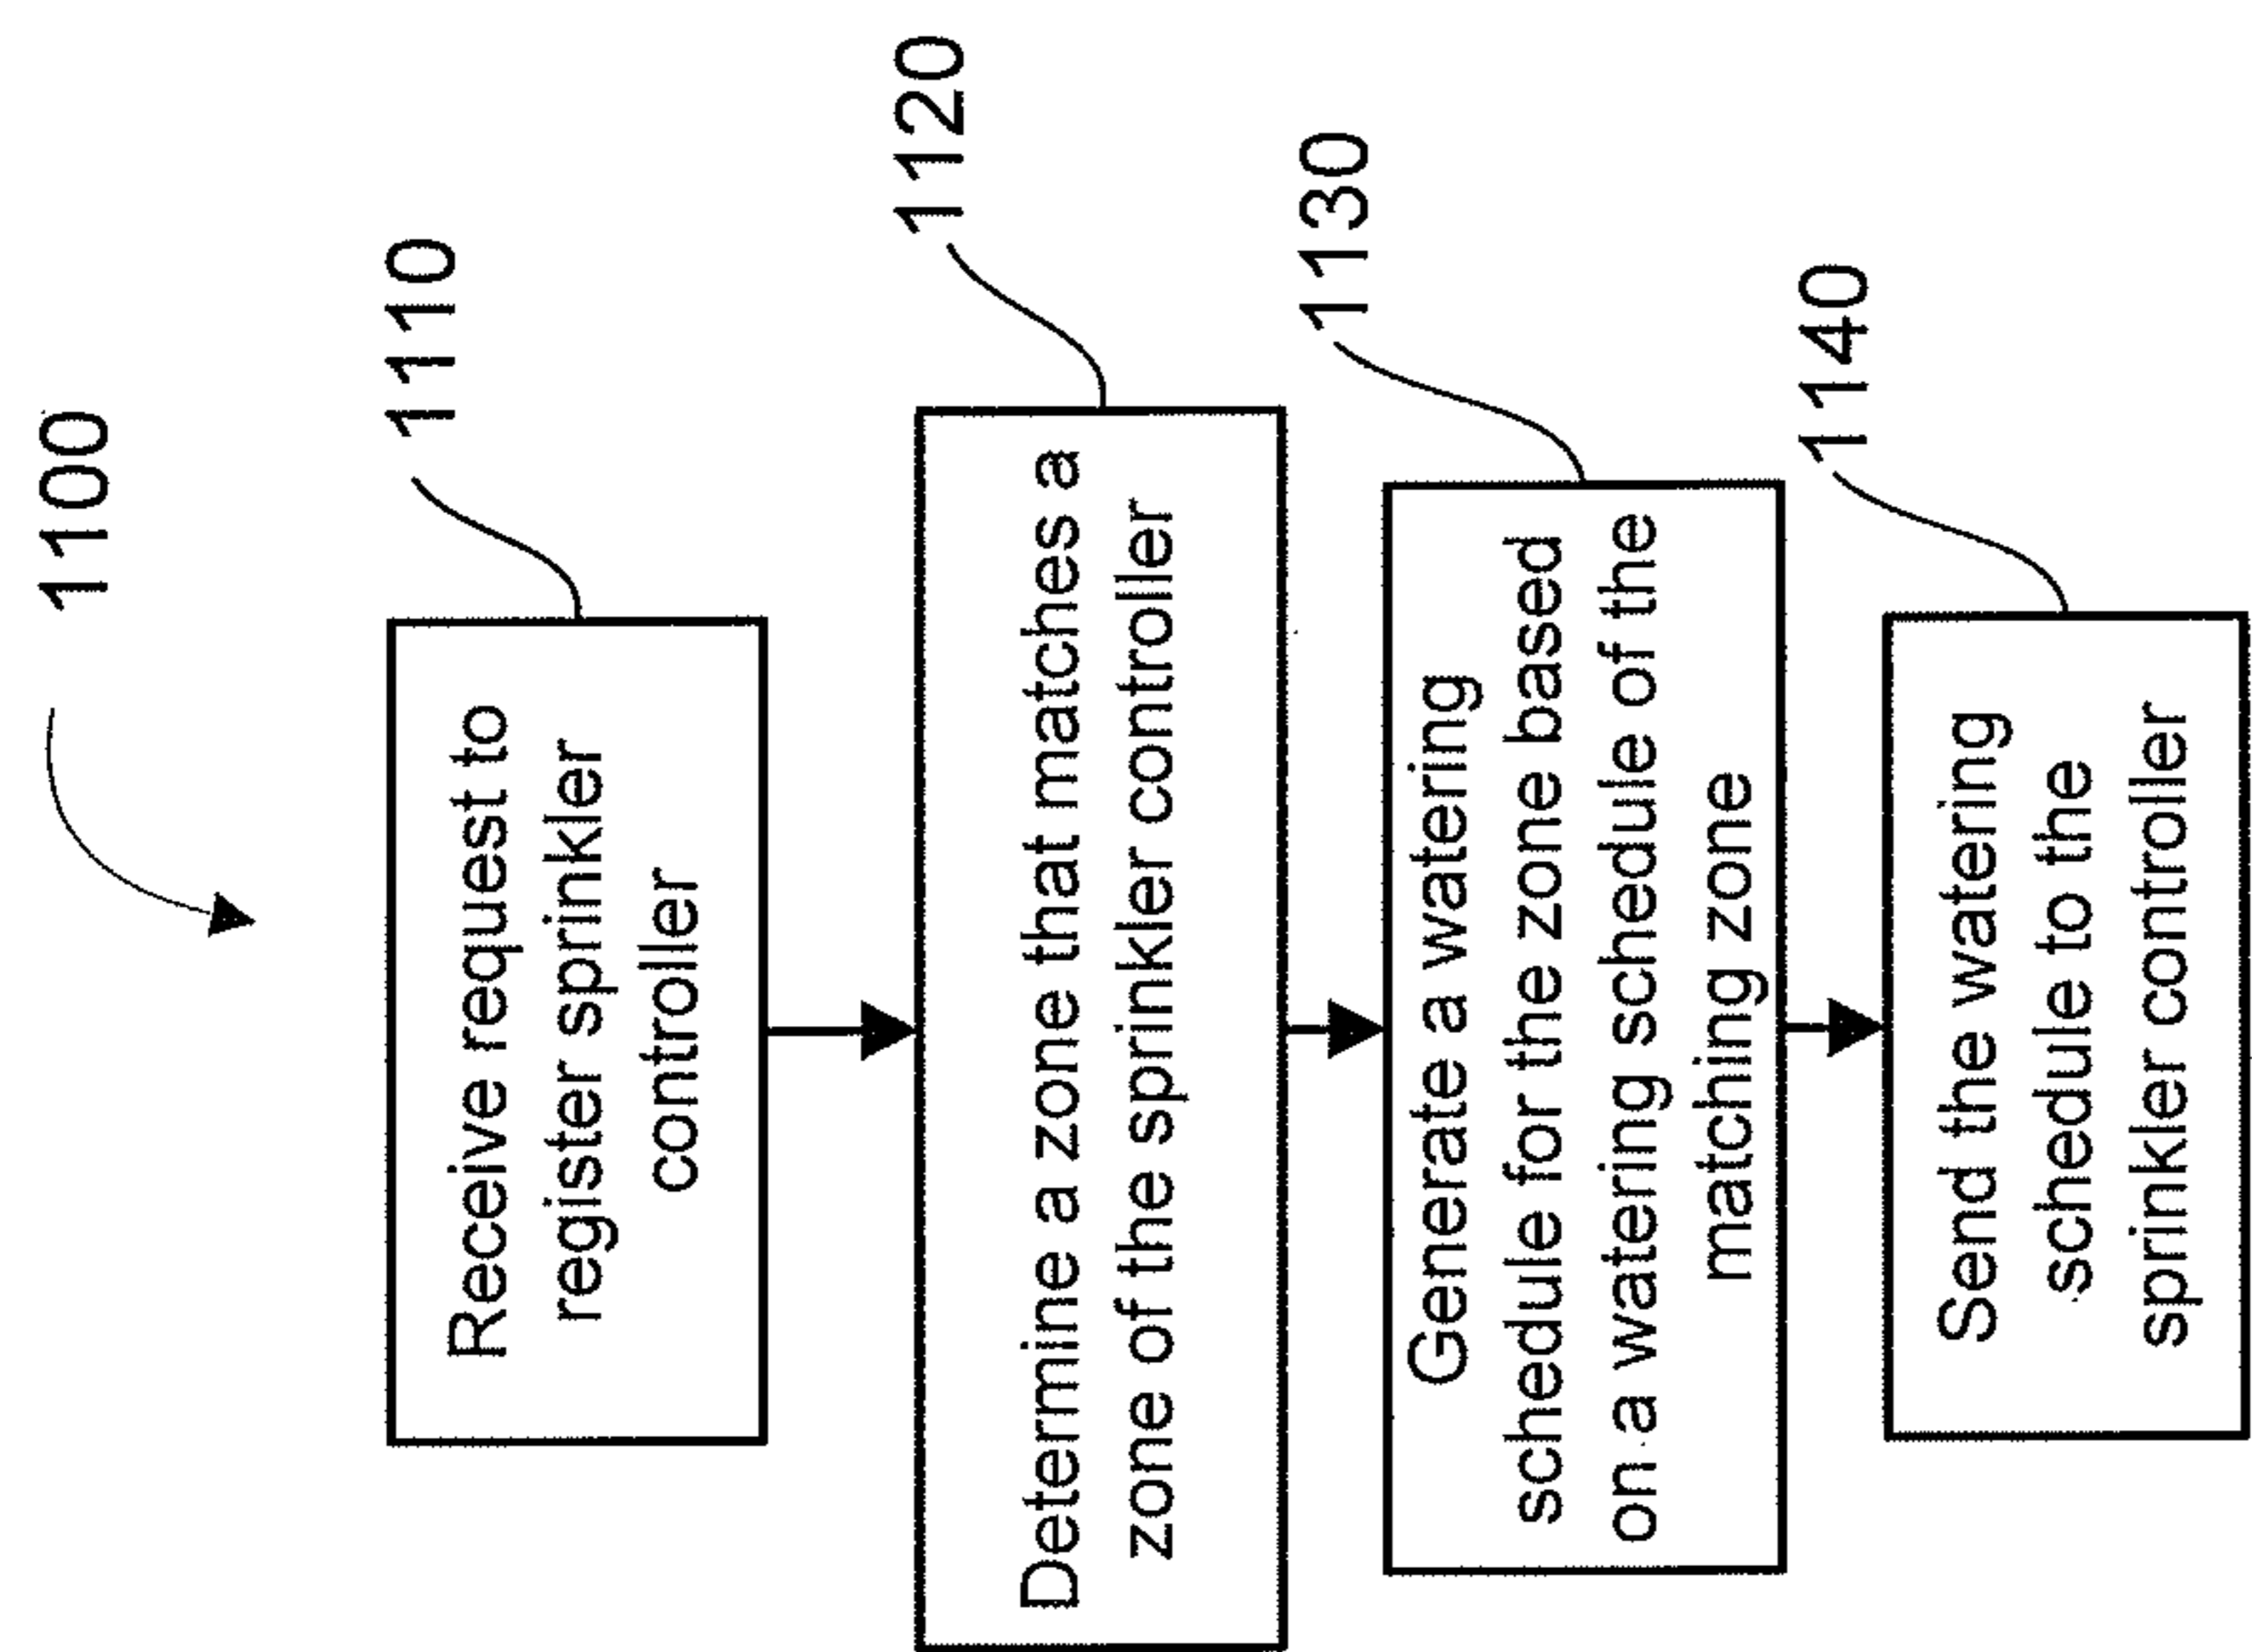 1100
1110
Receive request to
register sprinkler
controller
1120
Determine a zone that matches a
zone of the sprinkler controller
1130
Generate a watering
schedule for the zone based
on a watering schedule of the
matching zone
1140
Send the watering
schedule to the
sprinkler controller